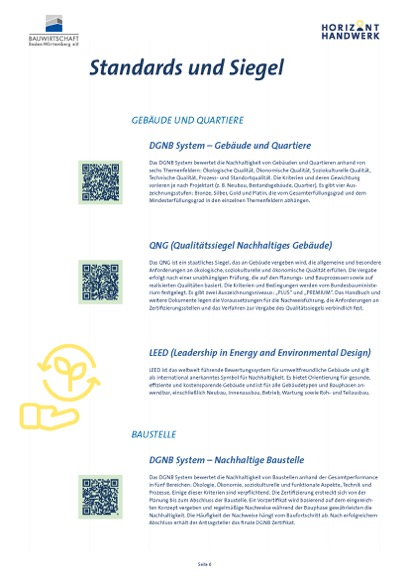 BAUWIRTSCHAFT
Baden-Württemberg e.V.
HORIZONT
HANDWERK
Standards und Siegel
GEBÄUDE UND QUARTIERE
DGNB System – Gebäude und Quartiere
Das DGNB System bewertet die Nachhaltigkeit von Gebäuden und Quartieren anhand von
sechs Themenfeldern: Ökologische Qualität, Ökonomische Qualität, Soziokulturelle Qualität,
Technische Qualität, Prozess- und Standortqualität. Die Kriterien und deren Gewichtung
variieren je nach Projektart (z. B. Neubau, Bestandsgebäude, Quartier). Es gibt vier Aus-
zeichnungsstufen: Bronze, Silber, Gold und Platin, die vom Gesamterfüllungsgrad und dem
Mindesterfüllungsgrad in den einzelnen Themenfeldern abhängen.
QNG (Qualitätssiegel Nachhaltiges Gebäude)
Das QNG ist ein staatliches Siegel, das an Gebäude vergeben wird, die allgemeine und besondere
Anforderungen an ökologische, soziokulturelle und ökonomische Qualität erfüllen. Die Vergabe
erfolgt nach einer unabhängigen Prüfung, die auf den Planungs- und Bauprozessen sowie auf
realisierten Qualitäten basiert. Die Kriterien und Bedingungen werden vom Bundesbauministe-
rium festgelegt. Es gibt zwei Auszeichnungsniveaus: „PLUS“ und „PREMIUM“. Das Handbuch und
weitere Dokumente legen die Voraussetzungen für die Nachweisführung, die Anforderungen an
Zertifizierungsstellen und das Verfahren zur Vergabe des Qualitätssiegels verbindlich fest.
LEED (Leadership in Energy and Environmental Design)
LEED ist das weltweit führende Bewertungssystem für umweltfreundliche Gebäude und gilt
als international anerkanntes Symbol für Nachhaltigkeit. Es bietet Orientierung für gesunde,
effiziente und kostensparende Gebäude und ist für alle Gebäudetypen und Bauphasen an-
wendbar, einschließlich Neubau, Innenausbau, Betrieb, Wartung sowie Roh- und Teilausbau.
BAUSTELLE
DGNB System – Nachhaltige Baustelle
Das DGNB System bewertet die Nachhaltigkeit von Baustellen anhand der Gesamtperformance
in fünf Bereichen: Ökologie, Ökonomie, soziokulturelle und funktionale Aspekte, Technik und
Prozesse. Einige dieser Kriterien sind verpflichtend. Die Zertifizierung erstreckt sich von der
Planung bis zum Abschluss der Baustelle. Ein Vorzertifikat wird basierend auf dem eingereich-
ten Konzept vergeben und regelmäßige Nachweise während der Bauphase gewährleisten die
Nachhaltigkeit. Die Häufigkeit der Nachweise hängt vom Baufortschritt ab. Nach erfolgreichem
Abschluss erhält der Antragsteller das finale DGNB Zertifikat.
Seite 6